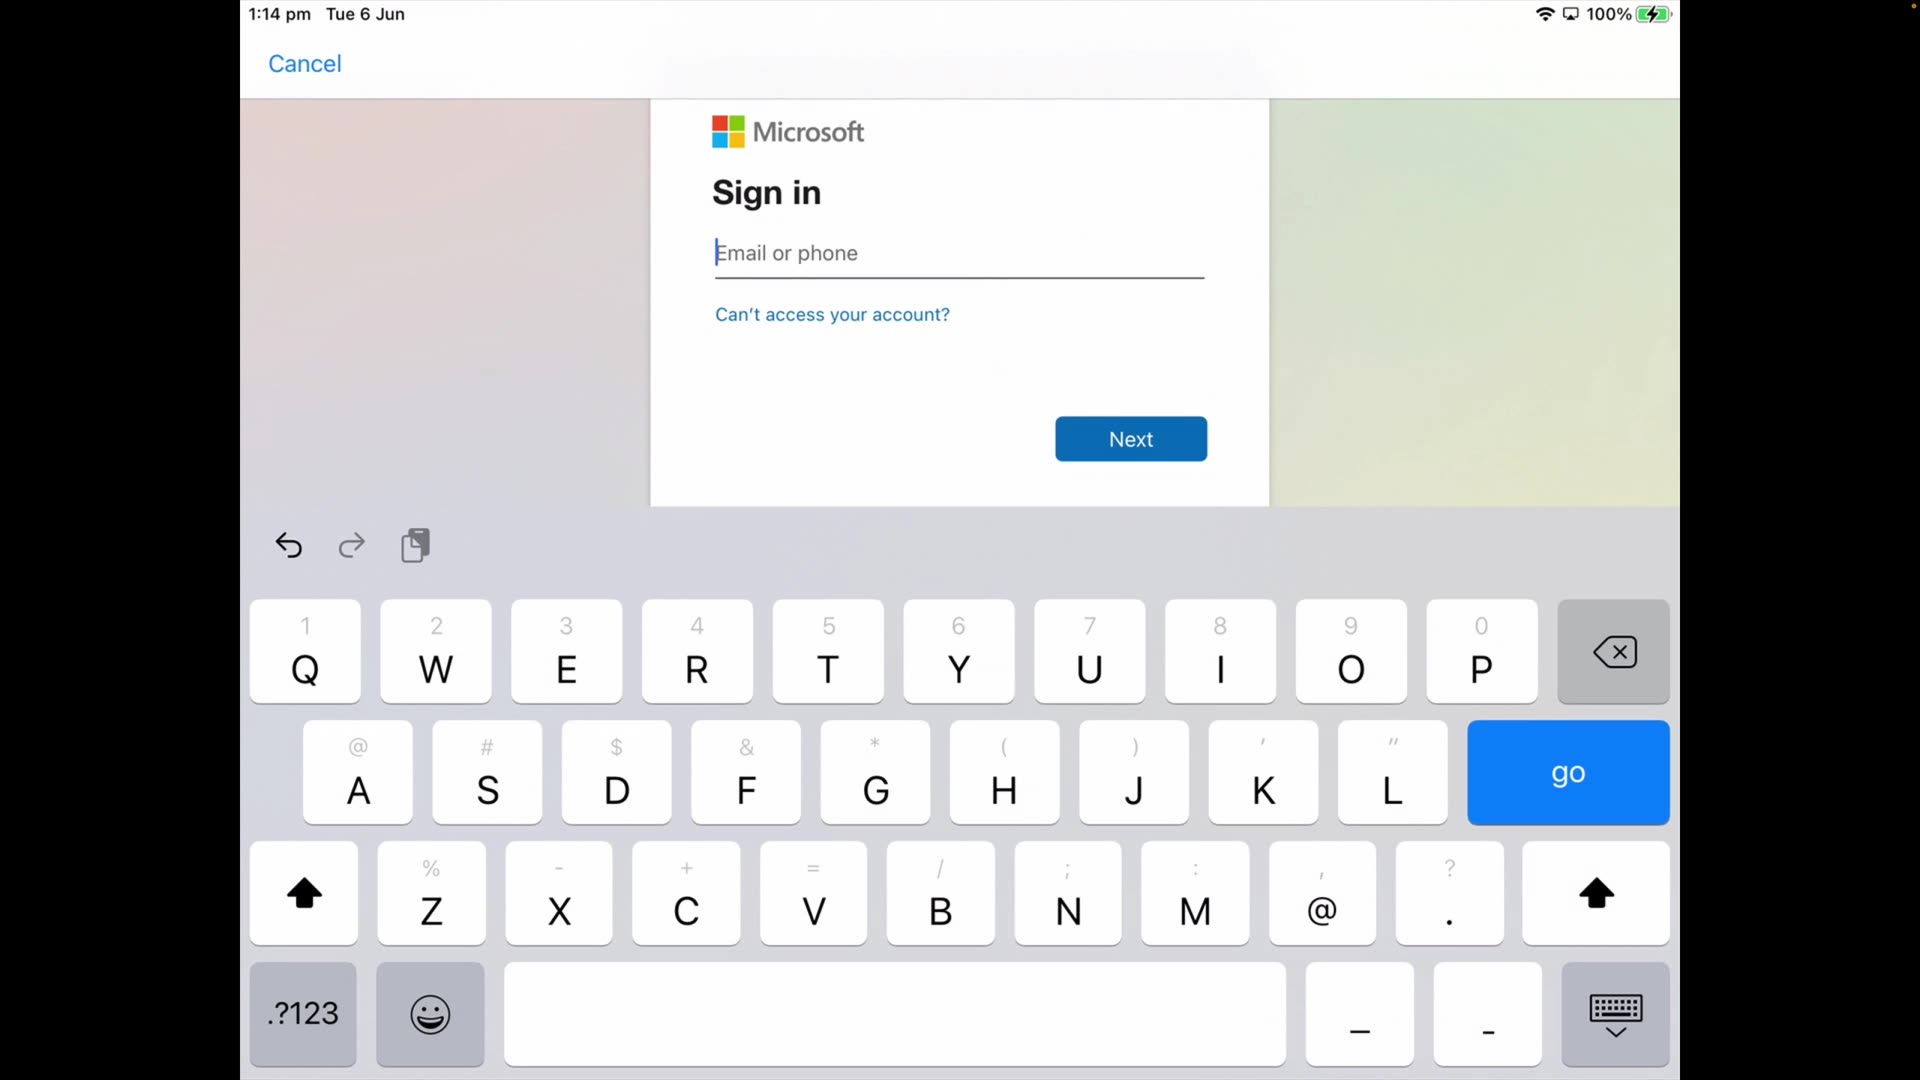 1:14 pm Tue 6 Jun 100%
Cancel
Microsoft
Sign in
Email or phone
Can't access your account?
Next
1 2 3 4 5 6 7 8 9 0
Q W E R T Y U I O P
@ # $ & * ( ) ' "
A S D F G H J K L go
% - + = / ; : , ?
Z X C V B N M @ .
.?123 _ -